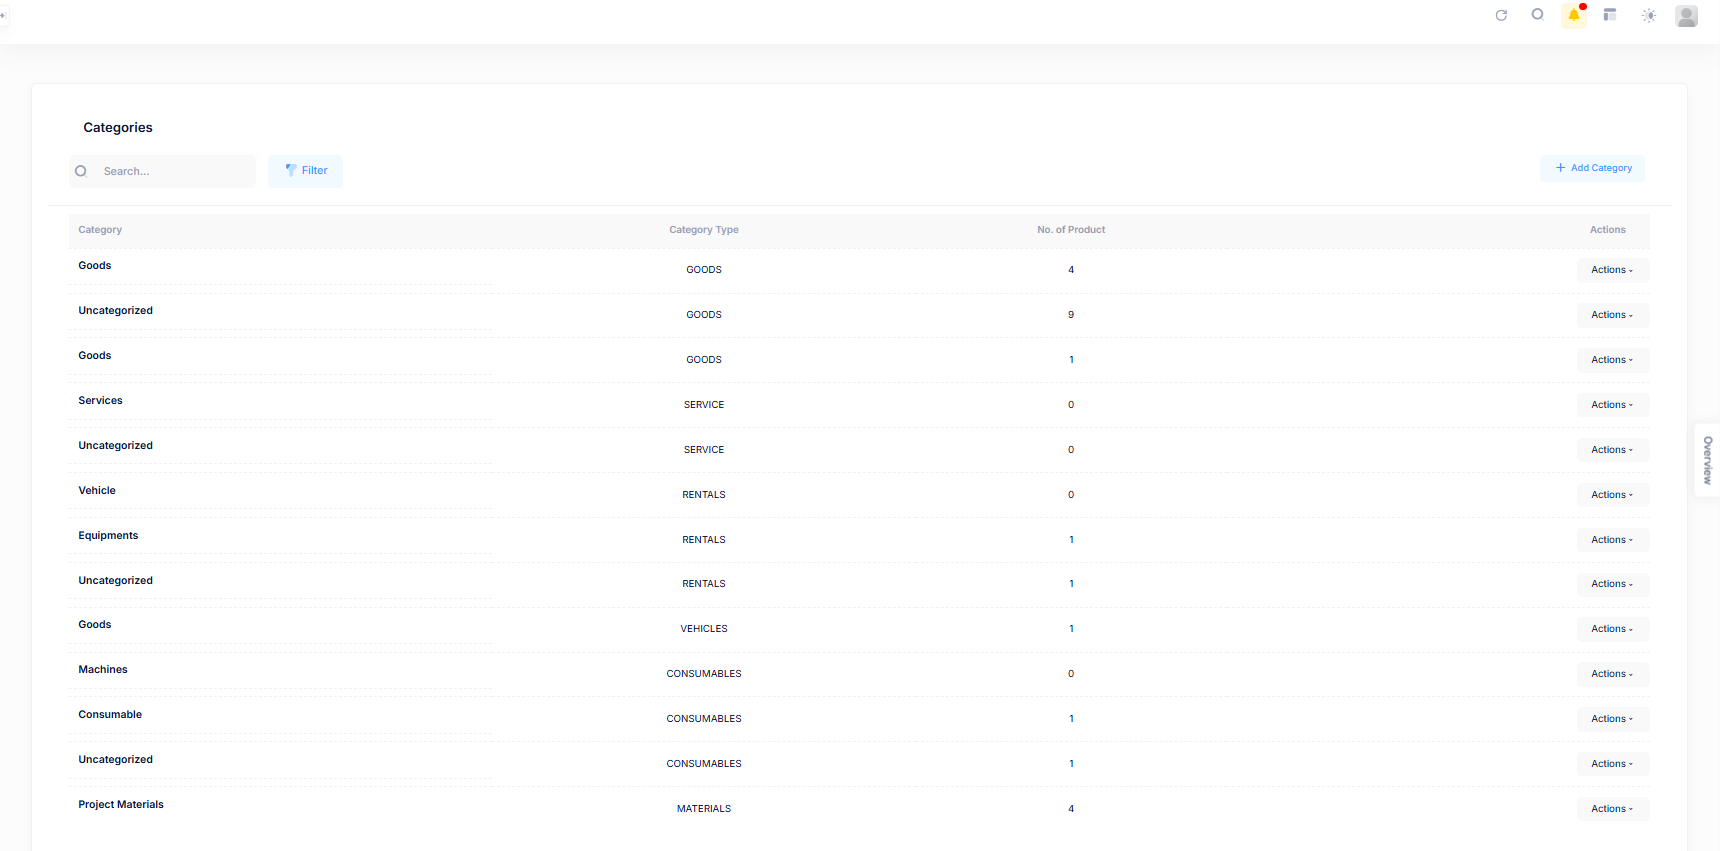 Categories
Search...
Filter
Add Category
Category Category Type No. of Product Actions
Goods GOODS 4 Actions
Uncategorized GOODS 9 Actions
Goods GOODS 1 Actions
Services SERVICE 0 Actions
Uncategorized SERVICE 0 Actions
Vehicle RENTALS 0 Actions
Equipments RENTALS 1 Actions
Uncategorized RENTALS 1 Actions
Goods VEHICLES 1 Actions
Machines CONSUMABLES 0 Actions
Consumable CONSUMABLES 1 Actions
Uncategorized CONSUMABLES 1 Actions
Project Materials MATERIALS 4 Actions
Overview